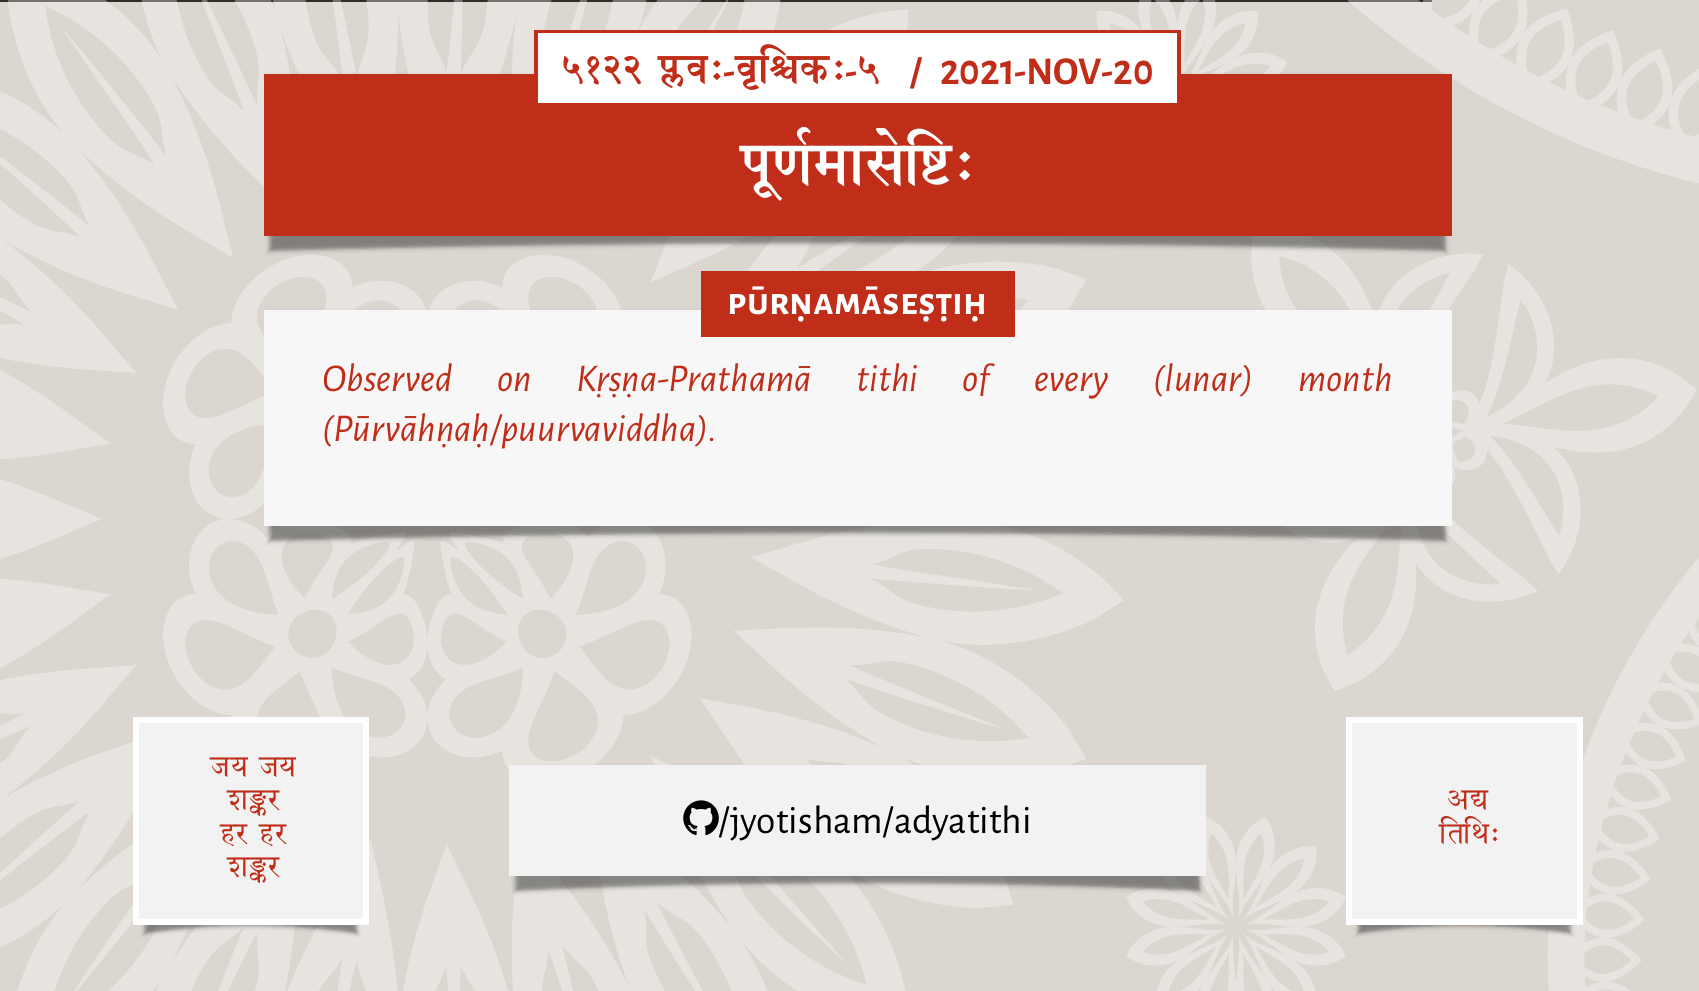 ५१२२ प्लवः-वृश्चिकः-५ / 2021-NOV-20
पूर्णमासेष्टिः
PŪRṆAMĀSEṢṬIḤ
Observed on Kṛṣṇa-Prathamā tithi of every (lunar) month
(Pūrvāhṇaḥ/puurvaviddha).
जय जय
शङ्कर
हर हर
शङ्कर
/jyotisham/adyatithi
अद्य
तिथिः